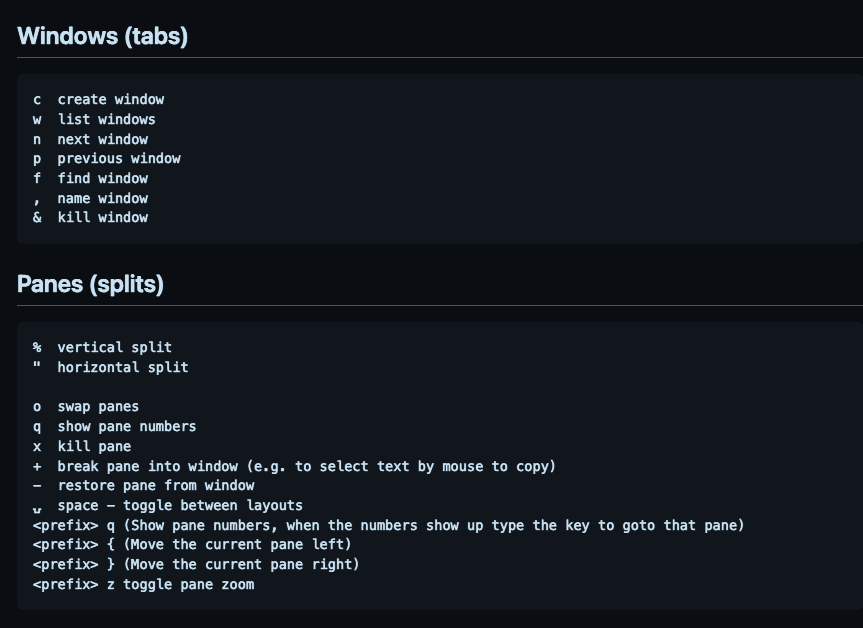 Windows (tabs)
c  create window
w  list windows
n  next window
p  previous window
f  find window
,  name window
&  kill window
Panes (splits)
%  vertical split
"  horizontal split
o  swap panes
q  show pane numbers
x  kill pane
+  break pane into window (e.g. to select text by mouse to copy)
-  restore pane from window
⍽  space - toggle between layouts
<prefix> q (Show pane numbers, when the numbers show up type the key to goto that pane)
<prefix> { (Move the current pane left)
<prefix> } (Move the current pane right)
<prefix> z toggle pane zoom